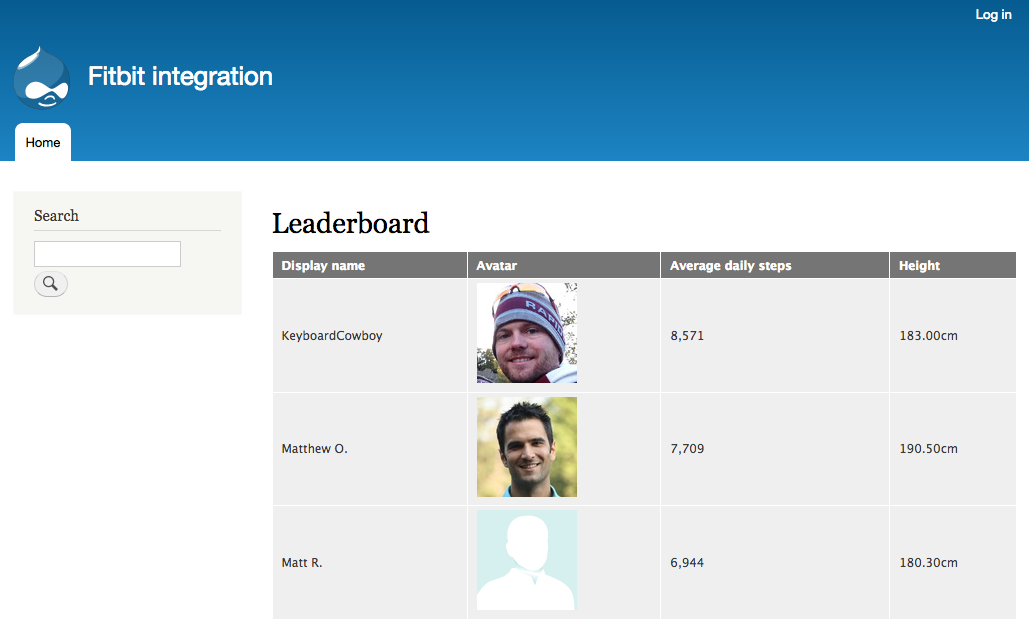 Log in
Fitbit integration
Home
Search
Leaderboard
Display name Avatar Average daily steps Height
RAPI
KeyboardCowboy 8,571 183.00cm
Matthew O. 7,709 190.50cm
Matt R. 6,944 180.30cm